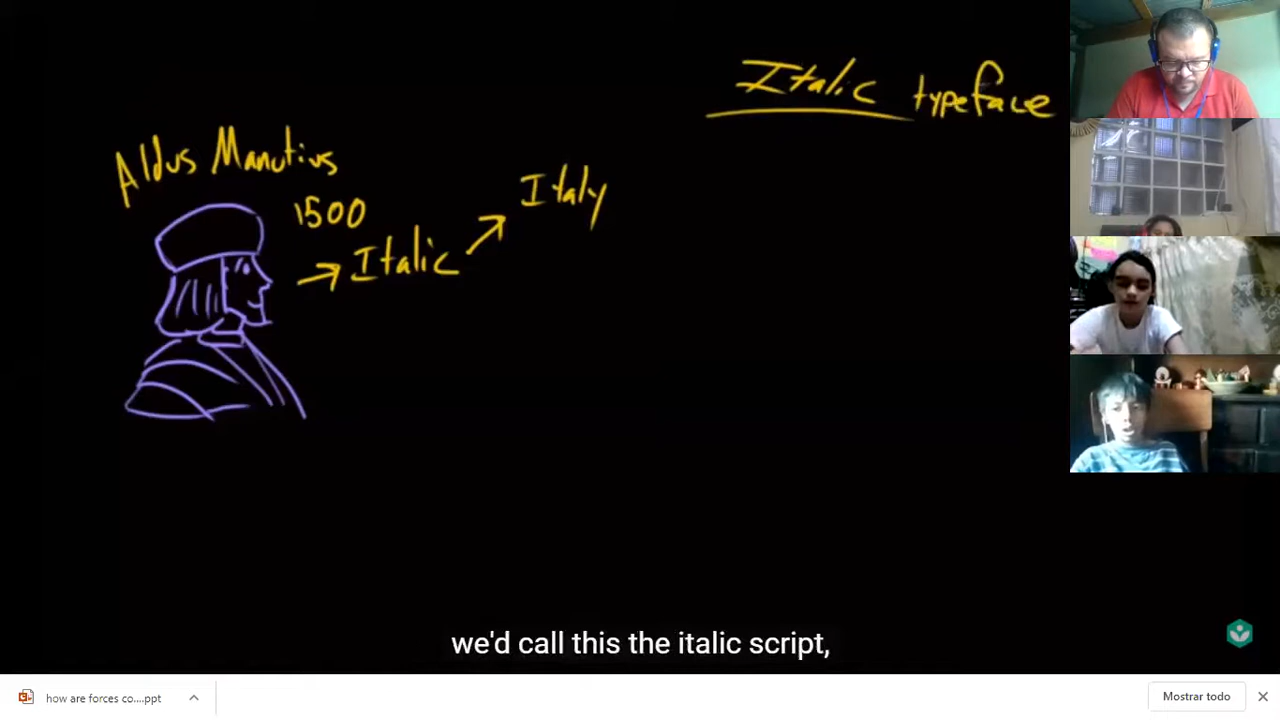 Italic typeface
Aldus Manutius
1500
Italic
Italy
we'd call this the italic script,
how are forces co....ppt
Mostrar todo